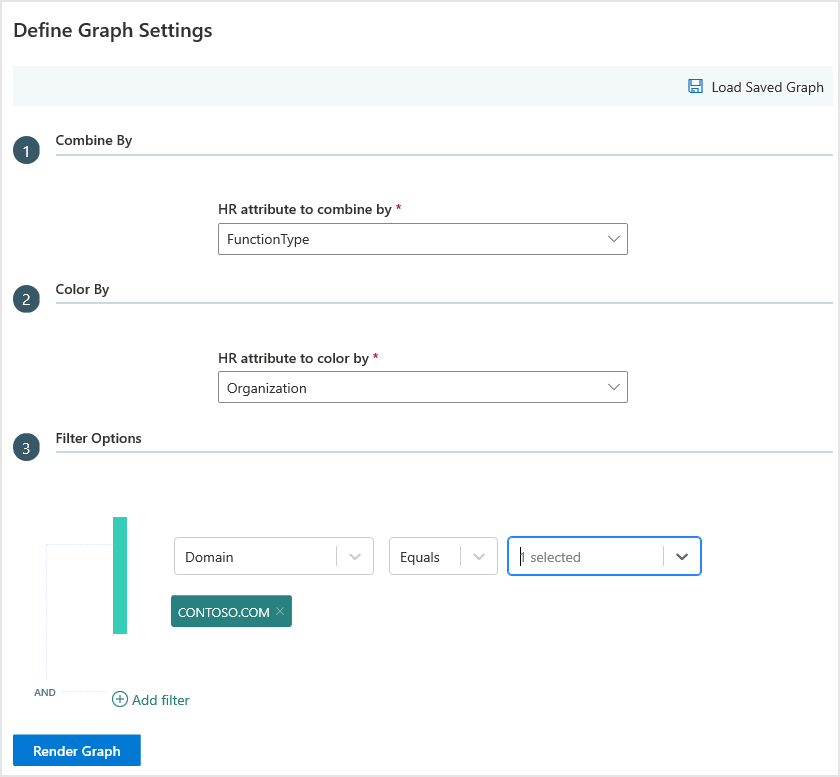 Define Graph Settings
Load Saved Graph
1 Combine By
HR attribute to combine by *
FunctionType
2 Color By
HR attribute to color by *
Organization
3 Filter Options
Domain Equals 1 selected
CONTOSO.COM ×
AND
Add filter
Render Graph